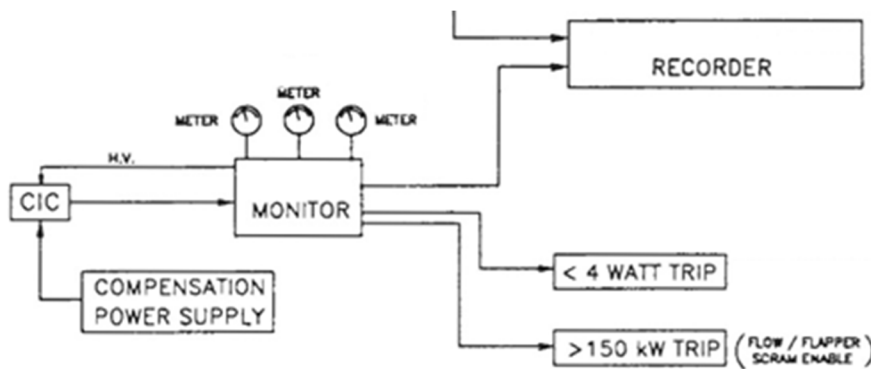 RECORDER
METER
METER
METER
H.V.
CIC
MONITOR
< 4 WATT TRIP
COMPENSATION
POWER SUPPLY
>150 kW TRIP
(FLOW / FLAPPER
SCRAM ENABLE)